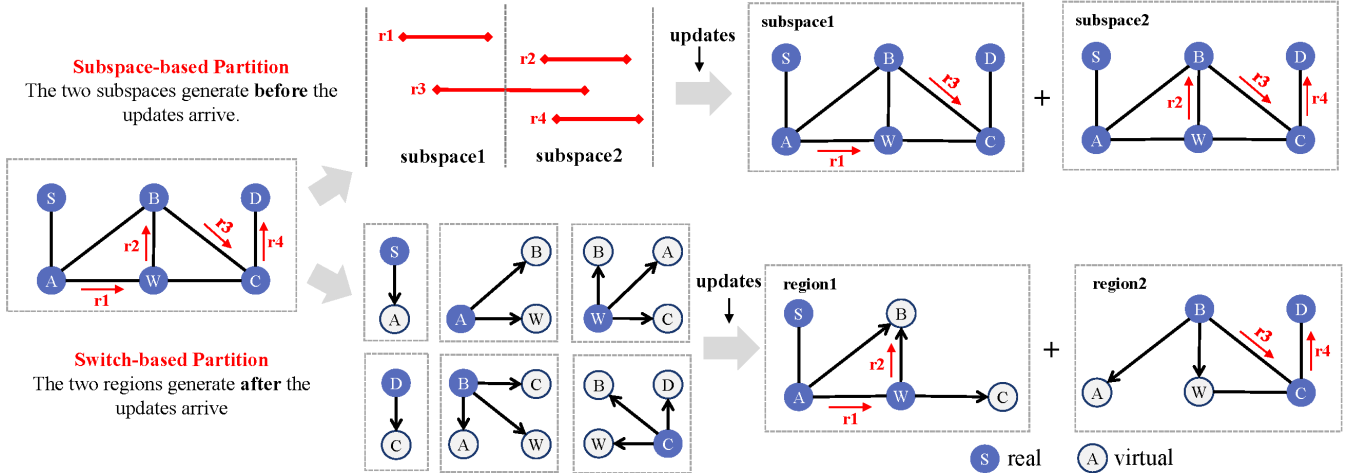 Subspace-based Partition
The two subspaces generate before the
updates arrive.
S
B
D
A
W
C
r1
r2
r3
r4
Switch-based Partition
The two regions generate after the
updates arrive
r1
r2
r3
r4
subspace1
subspace2
updates
subspace1
S
B
D
A
W
C
r3
r1
+
subspace2
S
B
D
A
W
C
r2
r3
r4
S
A
B
A
W
B
A
W
C
D
C
B
C
A
W
B
D
W
C
updates
region1
S
B
A
W
C
r2
r1
+
region2
B
D
A
W
C
r3
r4
S real
A virtual